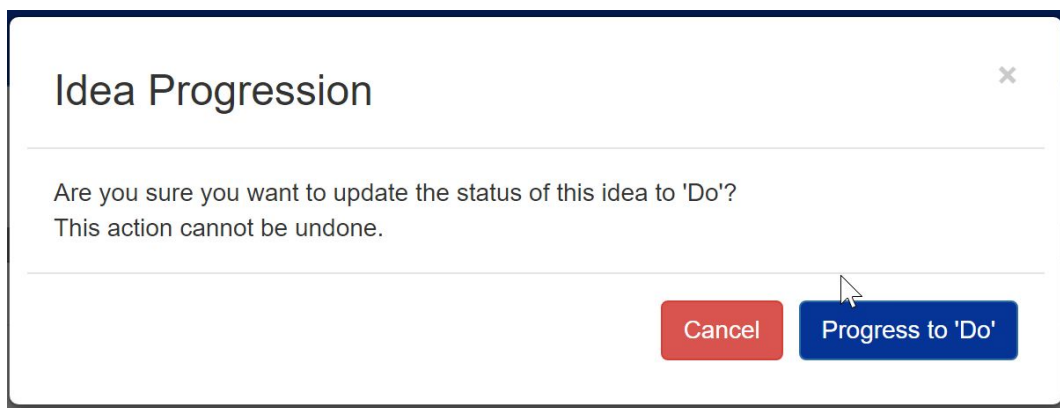 Idea Progression
×
Are you sure you want to update the status of this idea to 'Do'?
This action cannot be undone.
Cancel
Progress to 'Do'